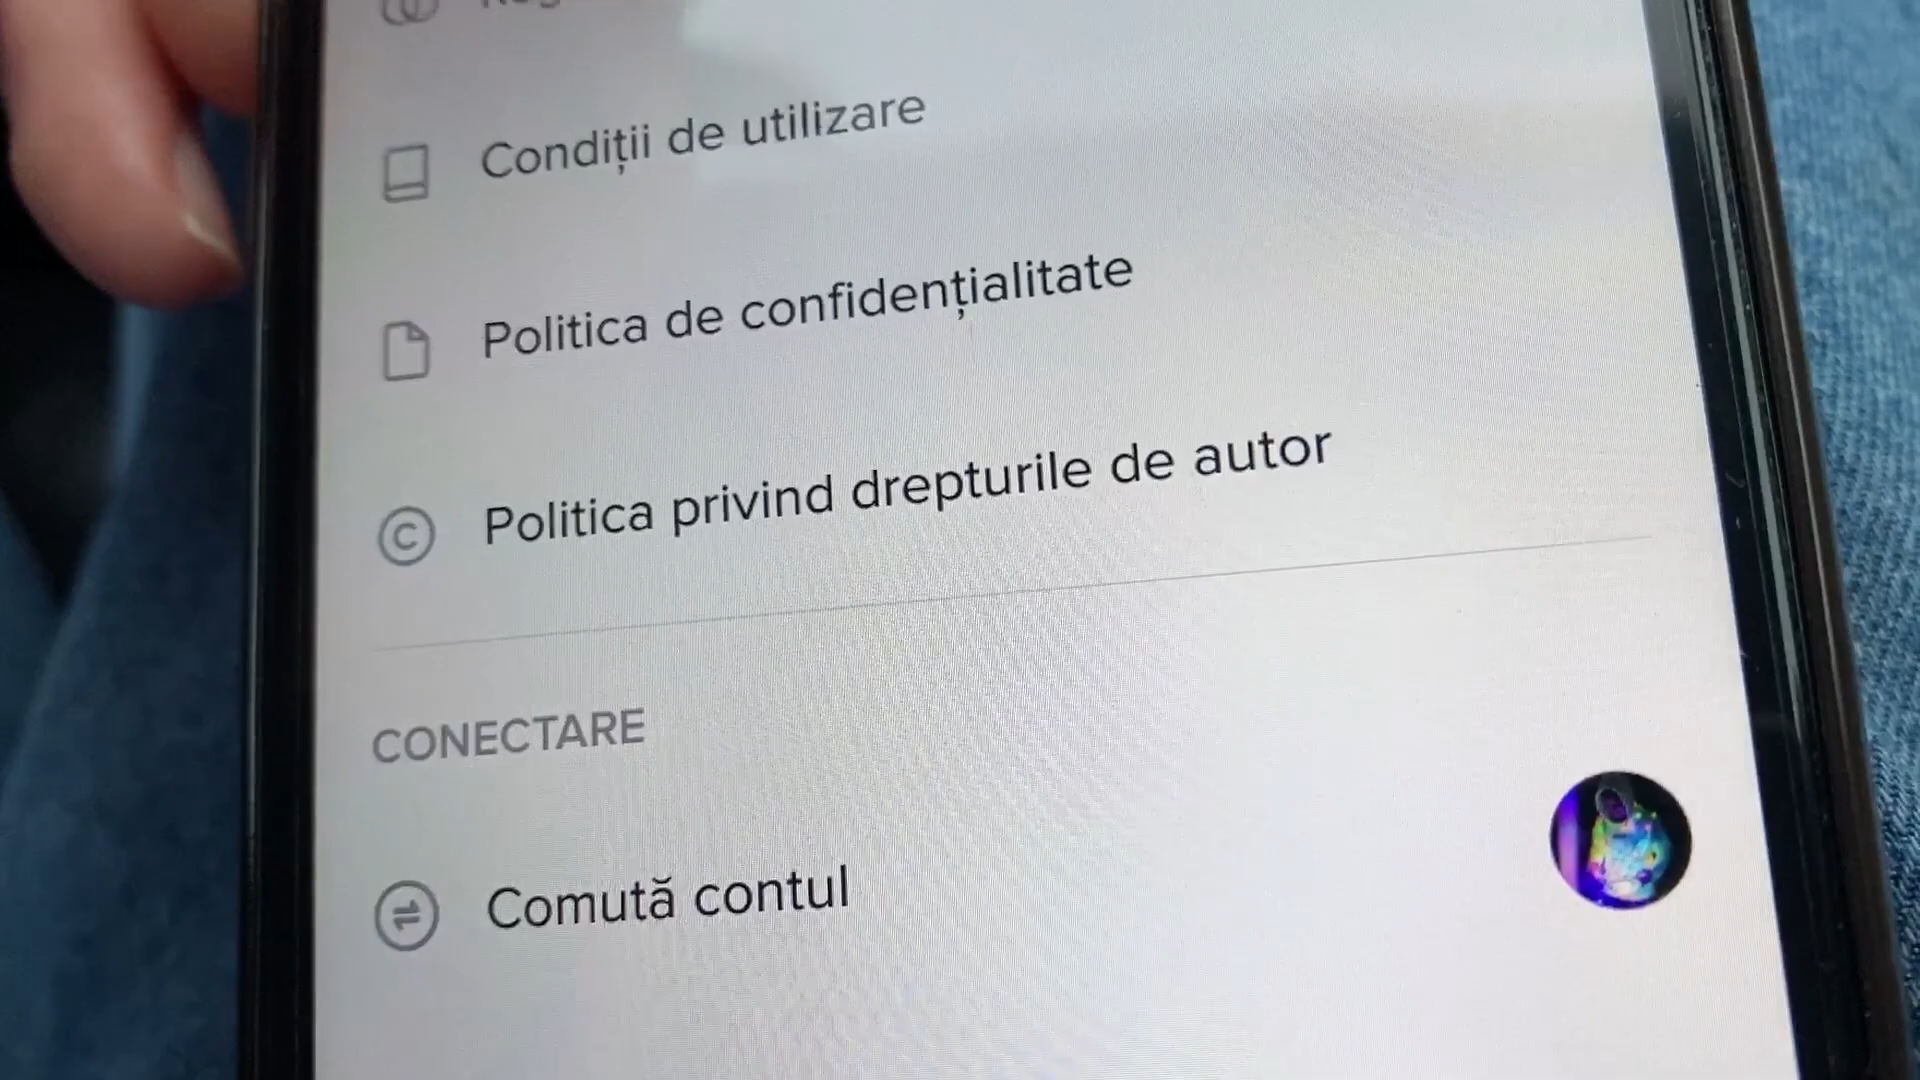 Condiții de utilizare
Politica de confidențialitate
Politica privind drepturile de autor
CONECTARE
Comută contul